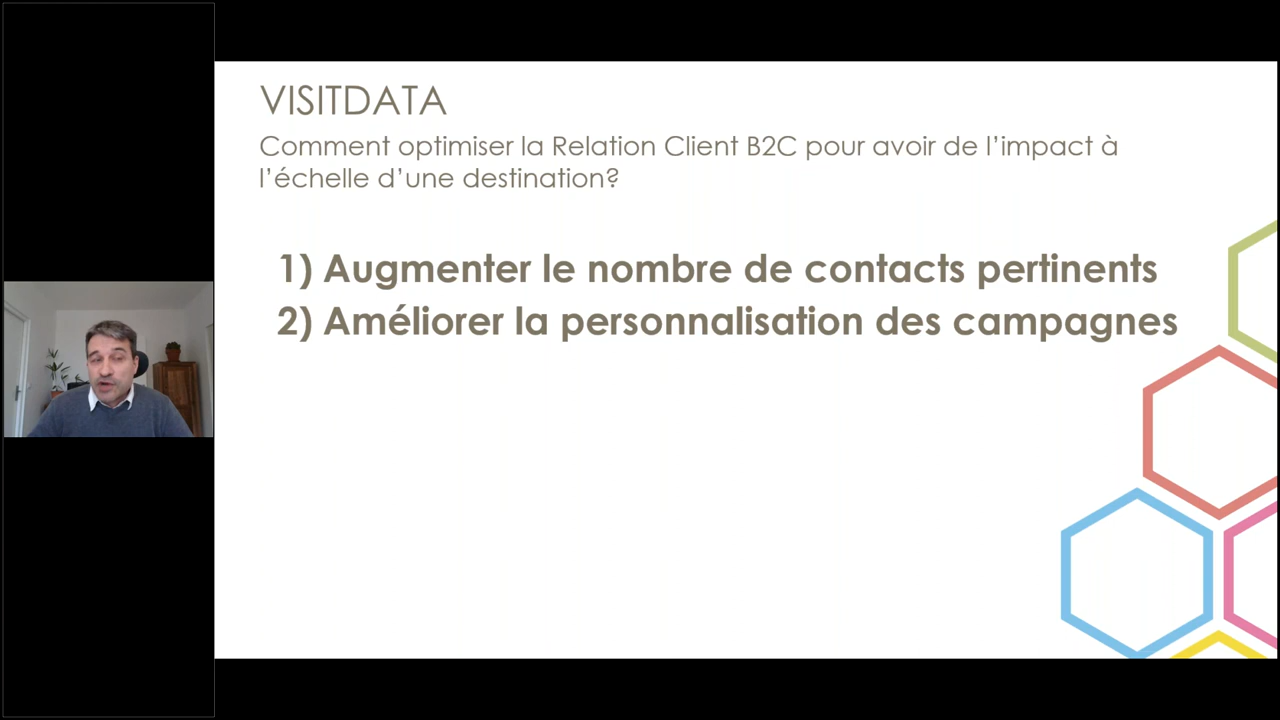 VISITDATA
Comment optimiser la Relation Client B2C pour avoir de l’impact à
l’échelle d’une destination?
1) Augmenter le nombre de contacts pertinents
2) Améliorer la personnalisation des campagnes